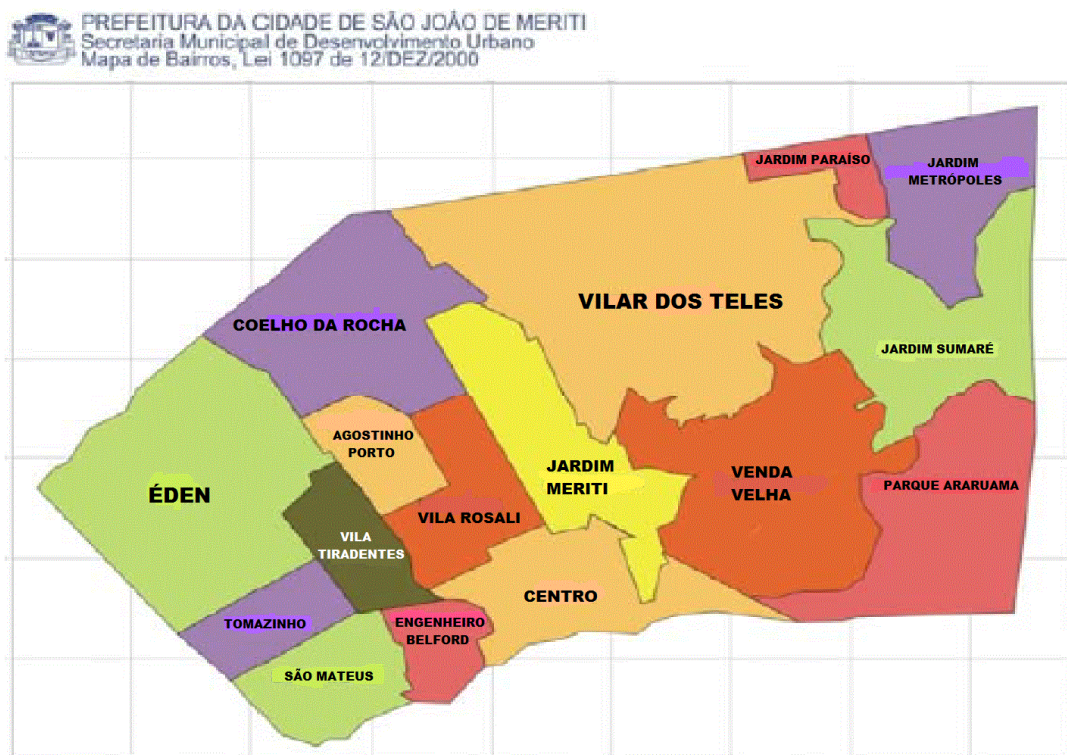 PREFEITURA DA CIDADE DE SÃO JOÃO DE MERITI
Secretaria Municipal de Desenvolvimento Urbano
Mapa de Bairros, Lei 1097 de 12/DEZ/2000
JARDIM PARAÍSO
JARDIM
METRÓPOLES
VILAR DOS TELES
COELHO DA ROCHA
JARDIM SUMARÉ
AGOSTINHO
PORTO
JARDIM
MERITI
VENDA
VELHA
PARQUE ARARUAMA
ÉDEN
VILA ROSALI
VILA
TIRADENTES
CENTRO
TOMAZINHO
ENGENHEIRO
BELFORD
SÃO MATEUS